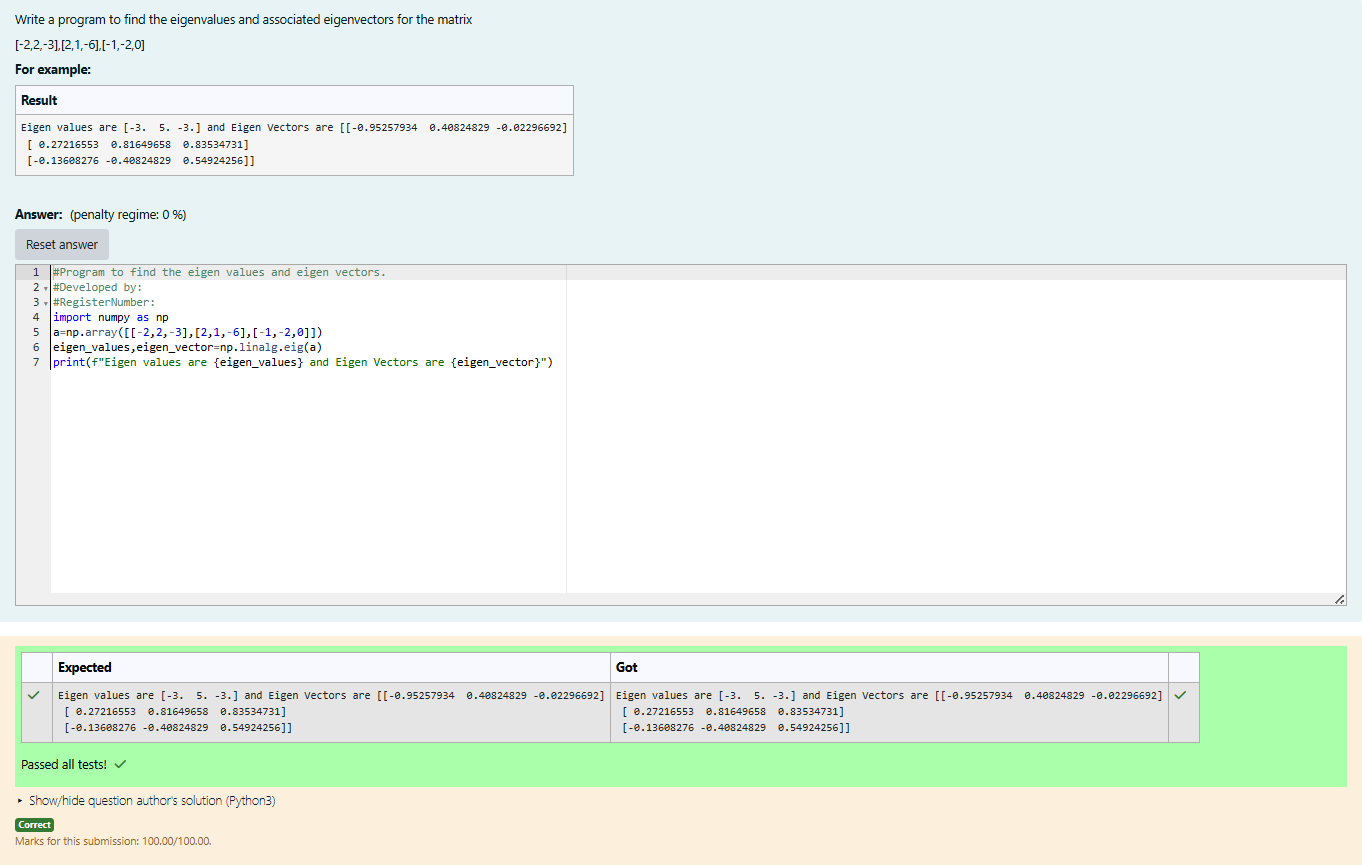 Write a program to find the eigenvalues and associated eigenvectors for the matrix
[-2,2,-3],[2,1,-6],[-1,-2,0]
For example:
Result
Eigen values are [-3.  5. -3.] and Eigen Vectors are [[-0.95257934  0.40824829 -0.02296692]
 [ 0.27216553  0.81649658  0.83534731]
 [-0.13608276 -0.40824829  0.54924256]]
Answer: (penalty regime: 0 %)
Reset answer
1 #Program to find the eigen values and eigen vectors.
2 #Developed by:
3 #RegisterNumber:
4 import numpy as np
5 a=np.array([[-2,2,-3],[2,1,-6],[-1,-2,0]])
6 eigen_values,eigen_vector=np.linalg.eig(a)
7 print(f"Eigen values are {eigen_values} and Eigen Vectors are {eigen_vector}")
Expected Got
Eigen values are [-3.  5. -3.] and Eigen Vectors are [[-0.95257934  0.40824829 -0.02296692] Eigen values are [-3.  5. -3.] and Eigen Vectors are [[-0.95257934  0.40824829 -0.02296692]
 [ 0.27216553  0.81649658  0.83534731]  [ 0.27216553  0.81649658  0.83534731]
 [-0.13608276 -0.40824829  0.54924256]]  [-0.13608276 -0.40824829  0.54924256]]
Passed all tests!
Show/hide question author's solution (Python3)
Correct
Marks for this submission: 100.00/100.00.